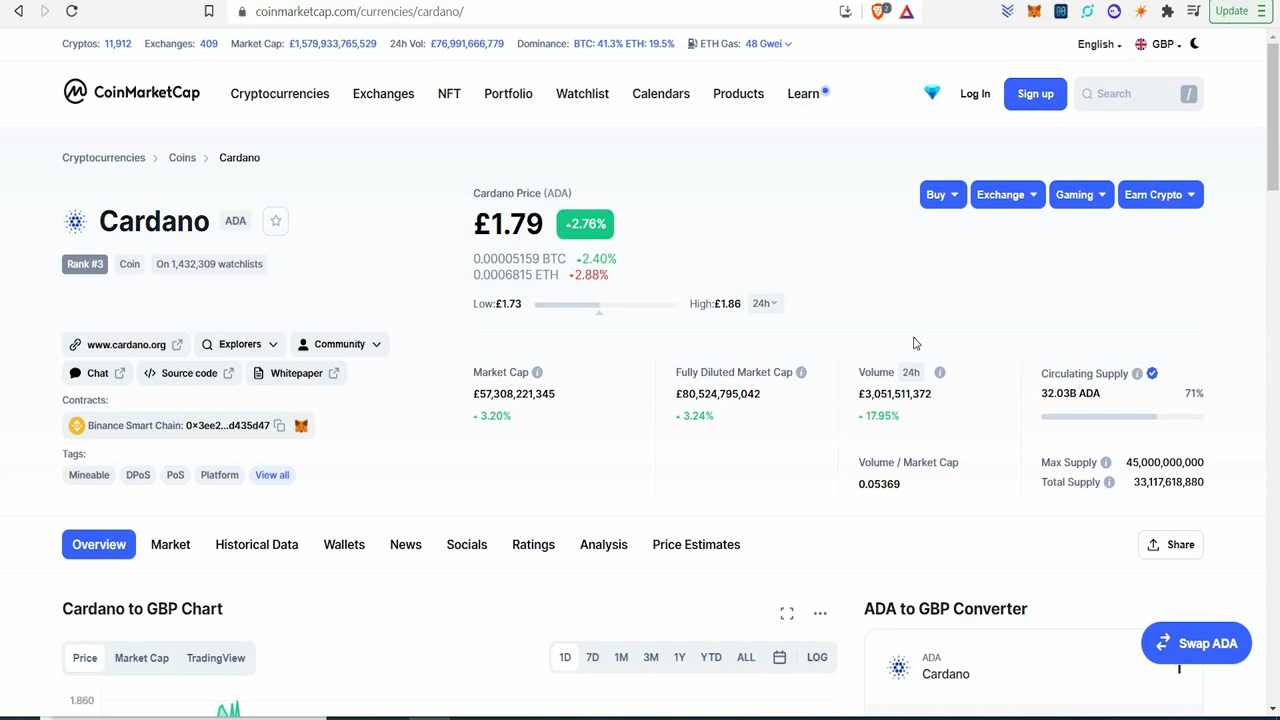 coinmarketcap.com/currencies/cardano/
Update
Cryptos: 11,912 Exchanges: 409 Market Cap: £1,579,933,765,529 24h Vol: £76,991,666,779 Dominance: BTC: 41.3% ETH: 19.5% ETH Gas: 48 Gwei English GBP
CoinMarketCap Cryptocurrencies Exchanges NFT Portfolio Watchlist Calendars Products Learn Log In Sign up Search /
Cryptocurrencies Coins Cardano
Cardano Price (ADA)
Buy Exchange Gaming Earn Crypto
Cardano ADA £1.79 2.76%
0.00005159 BTC 2.40%
Rank #3 Coin On 1,432,309 watchlists
0.0006815 ETH 2.88%
Low:£1.73 High:£1.86 24h
www.cardano.org Explorers Community
Chat Source code Whitepaper
Market Cap Fully Diluted Market Cap Volume 24h Circulating Supply
£57,308,221,345 £80,524,795,042 £3,051,511,372 32.03B ADA 71%
3.20% 3.24% 17.95%
Contracts:
Binance Smart Chain: 0x3ee2...d435d47
Tags:
Mineable DPoS PoS Platform View all
Volume / Market Cap
0.05369
Max Supply 45,000,000,000
Total Supply 33,117,618,880
Overview Market Historical Data Wallets News Socials Ratings Analysis Price Estimates Share
Cardano to GBP Chart
ADA to GBP Converter
Price Market Cap TradingView 1D 7D 1M 3M 1Y YTD ALL LOG
ADA
Cardano
Swap ADA
1.860